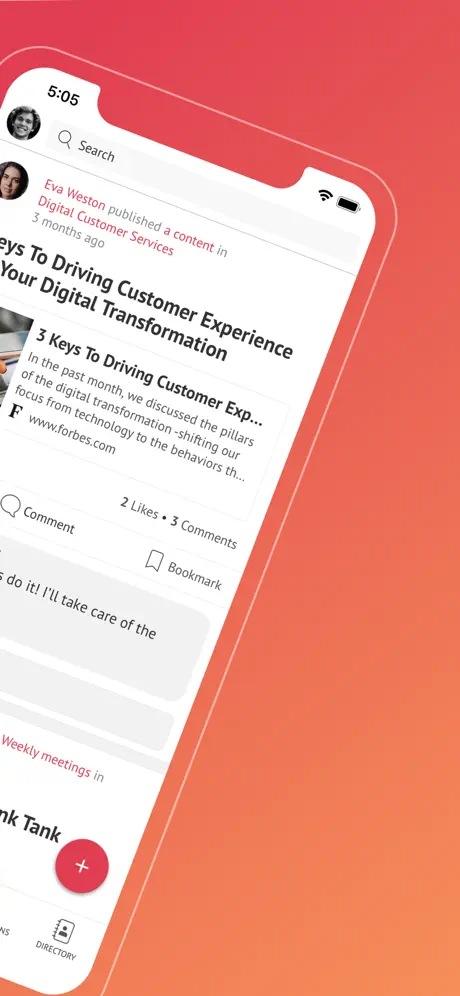 5:05
Search
Eva Weston published a content in
Digital Customer Services
3 months ago
eys To Driving Customer Experience
Your Digital Transformation
3 Keys To Driving Customer Exp...
In the past month, we discussed the pillars
of the digital transformation -shifting our
focus from technology to the behaviors th...
F www.forbes.com
2 Likes • 3 Comments
Comment
Bookmark
s do it! I'll take care of the
Weekly meetings in
nk Tank
+
NS
DIRECTORY